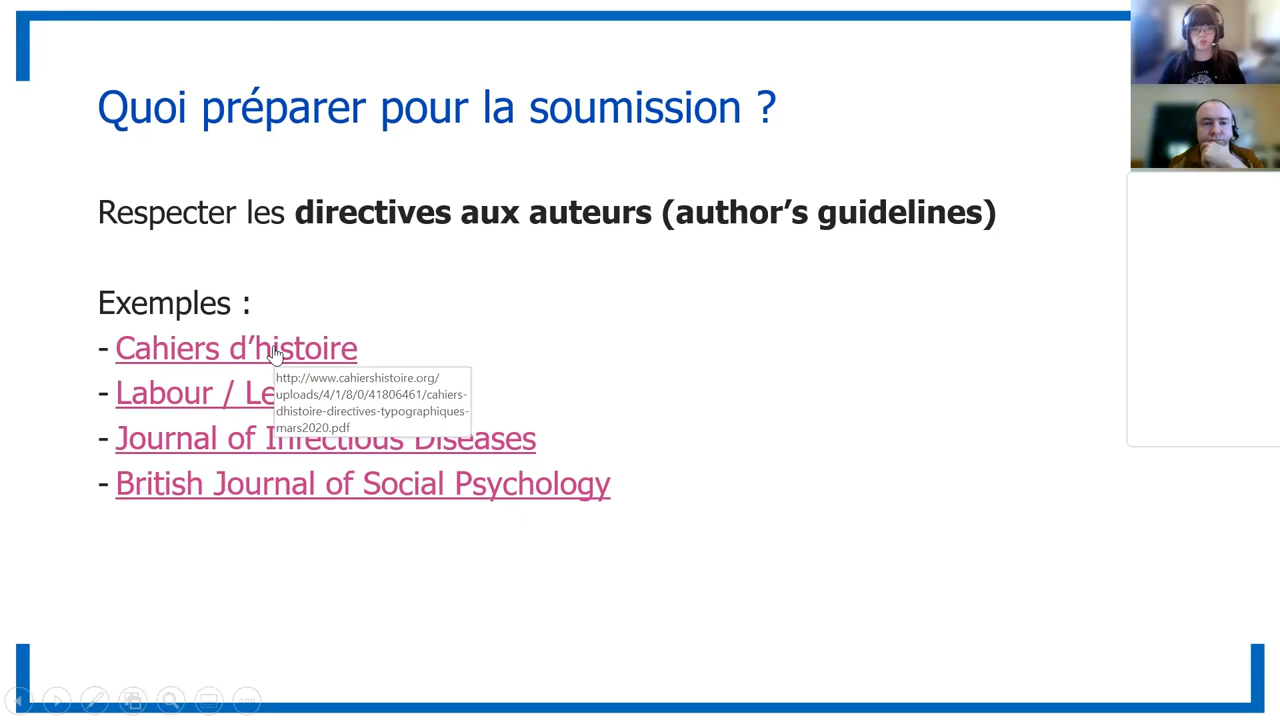 Quoi préparer pour la soumission ?
Respecter les directives aux auteurs (author’s guidelines)
Exemples :
- Cahiers d’histoire
http://www.cahiershistoire.org/
uploads/4/1/8/0/41806461/cahiers-
dhistoire-directives-typographiques-
mars2020.pdf
- Labour / Le
- Journal of Infectious Diseases
- British Journal of Social Psychology